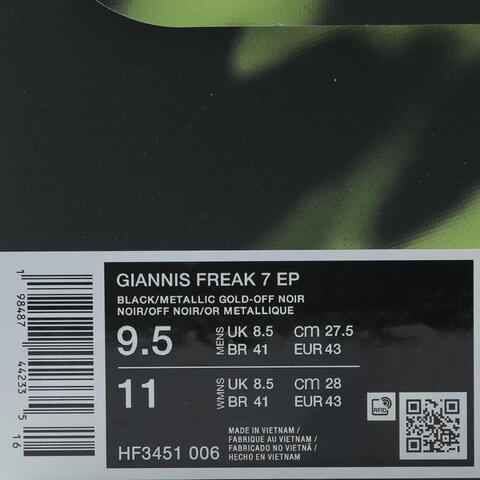 GIANNIS FREAK 7 EP
BLACK/METALLIC GOLD-OFF NOIR
NOIR/OFF NOIR/OR METALLIQUE
9.5 MENS UK 8.5 cm 27.5
BR 41 EUR 43
11 WMNS UK 8.5 cm 28
BR 41 EUR 43
RFID
HF3451 006
MADE IN VIETNAM /
FABRIQUE AU VIETNAM /
FABRICADO NO VIETNÃ /
HECHO EN VIETNAM
1 98487 44233 5 16